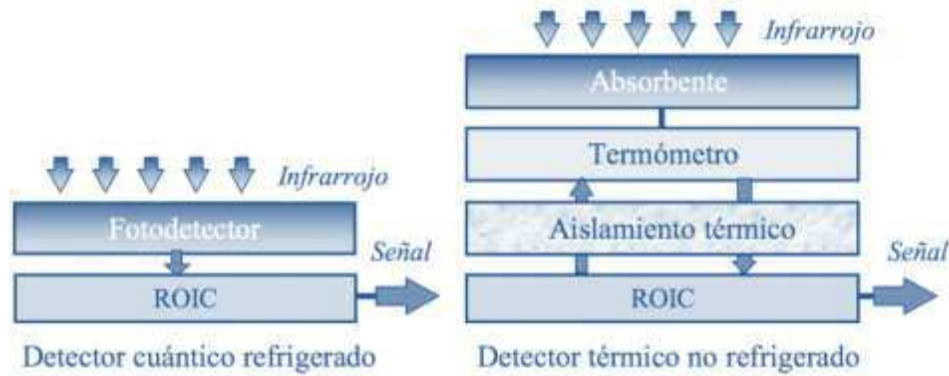 Infrarrojo
Fotodetector
Señal
ROIC
Detector cuántico refrigerado
Infrarrojo
Absorbente
Termómetro
Aislamiento térmico
Señal
ROIC
Detector térmico no refrigerado